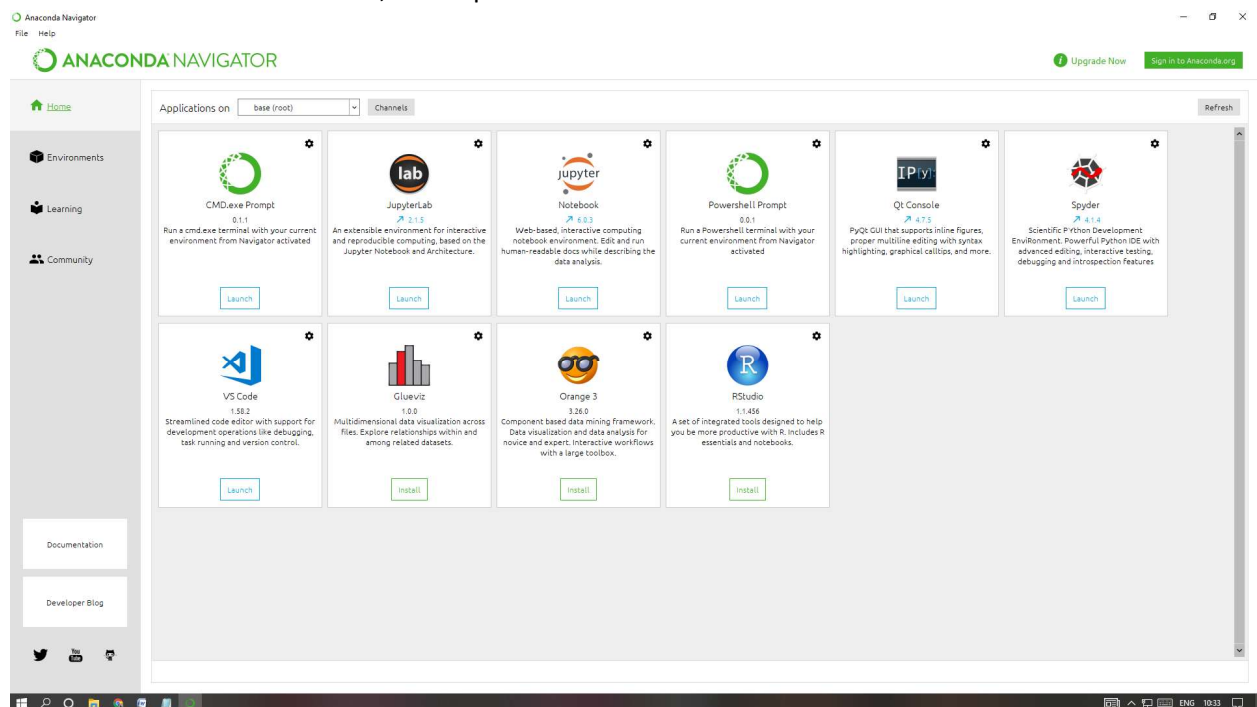 Anaconda Navigator
File Help
ANACONDA NAVIGATOR
Upgrade Now
Sign in to Anaconda.org
Home
Applications on
base (root)
Channels
Refresh
Environments
Learning
Community
CMD.exe Prompt
0.1.1
Run a cmd.exe terminal with your current
environment from Navigator activated
Launch
lab
JupyterLab
2.1.5
An extensible environment for interactive
and reproducible computing, based on the
Jupyter Notebook and Architecture.
Launch
jupyter
Notebook
6.0.3
Web-based, interactive computing
notebook environment. Edit and run
human-readable docs while describing the
data analysis.
Launch
Powershell Prompt
0.0.1
Run a Powershell terminal with your
current environment from Navigator
activated
Launch
IP[y]:
Qt Console
4.7.5
PyQt GUI that supports inline figures,
proper multiline editing with syntax
highlighting, graphical calltips, and more.
Launch
Spyder
4.1.4
Scientific PYthon Development
EnviRonment. Powerful Python IDE with
advanced editing, interactive testing,
debugging and introspection features
Launch
VS Code
1.58.2
Streamlined code editor with support for
development operations like debugging,
task running and version control.
Launch
Glueviz
1.0.0
Multidimensional data visualization across
files. Explore relationships within and
among related datasets.
Install
Orange 3
3.26.0
Component based data mining framework.
Data visualization and data analysis for
novice and expert. Interactive workflows
with a large toolbox.
Install
R
RStudio
1.1.456
A set of integrated tools designed to help
you be more productive with R. Includes R
essentials and notebooks.
Install
Documentation
Developer Blog
You
Tube
ENG 10:33